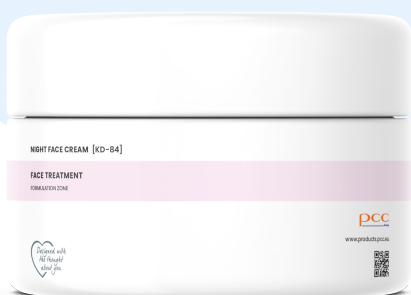 NIGHT FACE CREAM [KD-84]
FACE TREATMENT
FORMULATION ZONE
pcc
www.products.pcc.eu
Designed with
the thought
about you